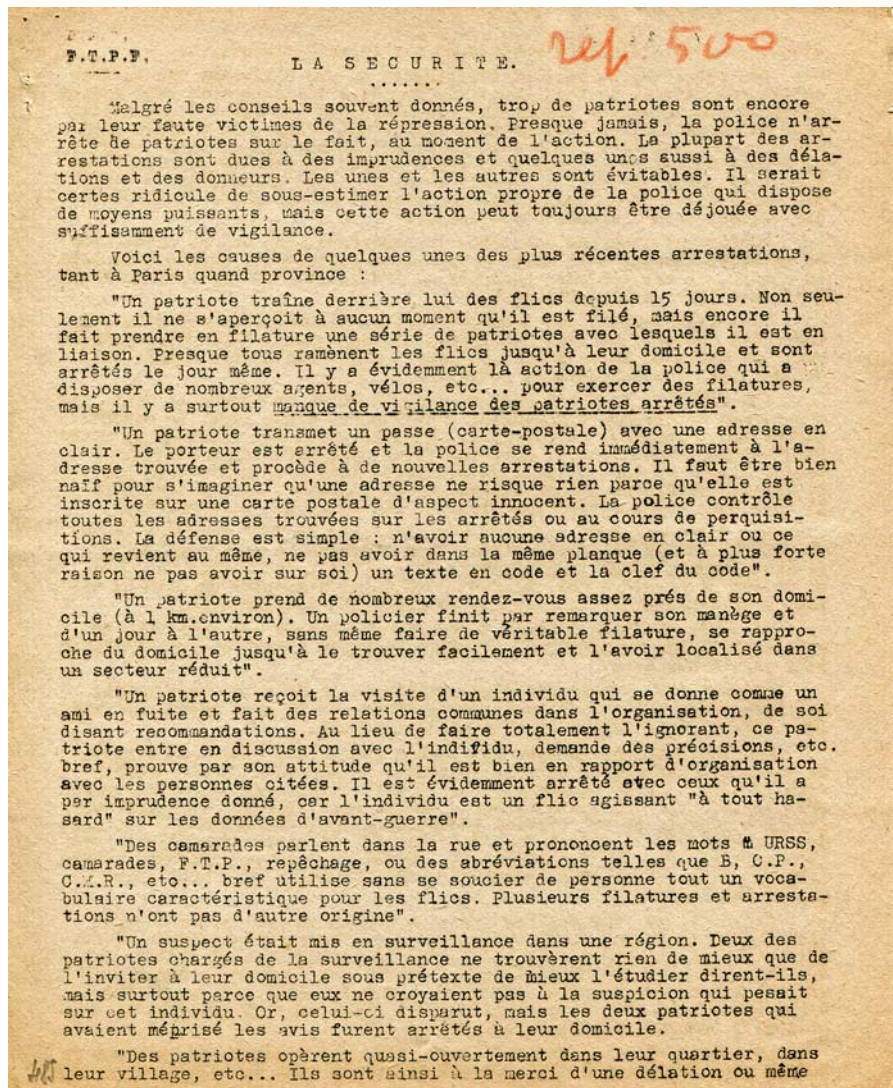 F.T.P.F.
LA SECURITE.
ref. 500
.......
Malgré les conseils souvent donnés, trop de patriotes sont encore
par leur faute victimes de la répression. Presque jamais, la police n'ar-
rête de patriotes sur le fait, au moment de l'action. La plupart des ar-
restations sont dues à des imprudences et quelques unes aussi à des déla-
tions et des donneurs. Les unes et les autres sont évitables. Il serait
certes ridicule de sous-estimer l'action propre de la police qui dispose
de moyens puissants, mais cette action peut toujours être déjouée avec
suffisamment de vigilance.
Voici les causes de quelques unes des plus récentes arrestations,
tant à Paris quand province :
"Un patriote traîne derrière lui des flics depuis 15 jours. Non seu-
lement il ne s'aperçoit à aucun moment qu'il est filé, mais encore il
fait prendre en filature une série de patriotes avec lesquels il est en
liaison. Presque tous ramènent les flics jusqu'à leur domicile et sont
arrêtés le jour même. Il y a évidemment là action de la police qui a
disposer de nombreux agents, vélos, etc... pour exercer des filatures,
mais il y a surtout manque de vigilance des patriotes arrêtés".
"Un patriote transmet un passe (carte-postale) avec une adresse en
clair. Le porteur est arrêté et la police se rend immédiatement à l'a-
dresse trouvée et procède à de nouvelles arrestations. Il faut être bien
naïf pour s'imaginer qu'une adresse ne risque rien parce qu'elle est
inscrite sur une carte postale d'aspect innocent. La police contrôle
toutes les adresses trouvées sur les arrêtés ou au cours de perquisi-
tions. La défense est simple : n'avoir aucune adresse en clair ou ce
qui revient au même, ne pas avoir dans la même planque (et à plus forte
raison ne pas avoir sur soi) un texte en code et la clef du code".
"Un patriote prend de nombreux rendez-vous assez prés de son domi-
cile (à 1 km.environ). Un policier finit par remarquer son manège et
d'un jour à l'autre, sans même faire de véritable filature, se rappro-
che du domicile jusqu'à le trouver facilement et l'avoir localisé dans
un secteur réduit".
"Un patriote reçoit la visite d'un individu qui se donne comme un
ami en fuite et fait des relations communes dans l'organisation, de soi
disant recommandations. Au lieu de faire totalement l'ignorant, ce pa-
triote entre en discussion avec l'indifidu, demande des précisions, etc.
bref, prouve par son attitude qu'il est bien en rapport d'organisation
avec les personnes citées. Il est évidemment arrêté avec ceux qu'il a
par imprudence donné, car l'individu est un flic agissant "à tout ha-
sard" sur les données d'avant-guerre".
"Des camarades parlent dans la rue et prononcent les mots URSS,
camarades, F.T.P., repêchage, ou des abréviations telles que B, C.P.,
C.M.R., etc... bref utilise sans se soucier de personne tout un voca-
bulaire caractéristique pour les flics. Plusieurs filatures et arresta-
tions n'ont pas d'autre origine".
"Un suspect était mis en surveillance dans une région. Deux des
patriotes chargés de la surveillance ne trouvèrent rien de mieux que de
l'inviter à leur domicile sous prétexte de mieux l'étudier dirent-ils,
mais surtout parce que eux ne croyaient pas à la suspicion qui pesait
sur cet individu. Or, celui-ci disparut, mais les deux patriotes qui
avaient méprisé les avis furent arrêtés à leur domicile.
"Des patriotes opèrent quasi-ouvertement dans leur quartier, dans
leur village, etc... Ils sont ainsi à la merci d'une délation ou même